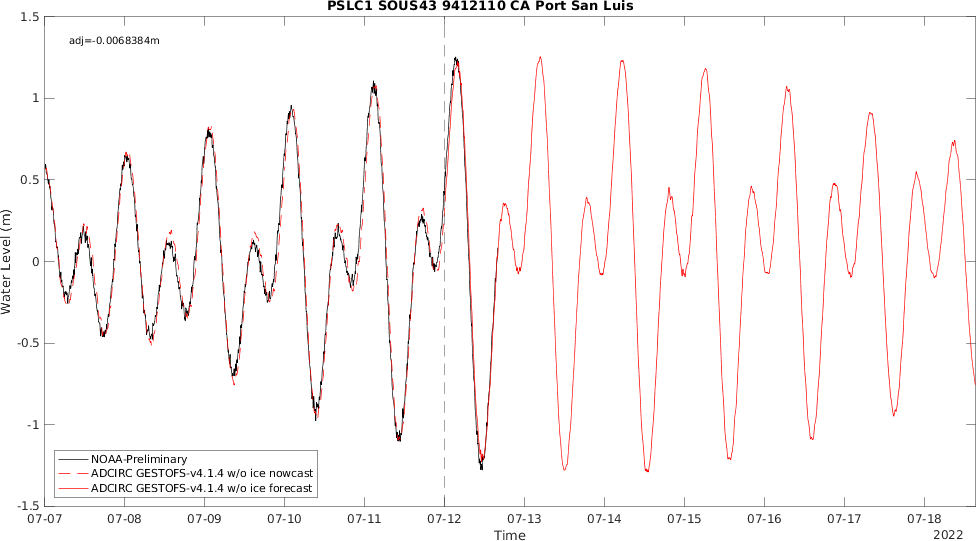 PSLC1 SOUS43 9412110 CA Port San Luis
adj=-0.0068384m
1.5
1
0.5
0
-0.5
-1
-1.5
Water Level (m)
NOAA-Preliminary
ADCIRC GESTOFS-v4.1.4 w/o ice nowcast
ADCIRC GESTOFS-v4.1.4 w/o ice forecast
07-07 07-08 07-09 07-10 07-11 07-12 07-13 07-14 07-15 07-16 07-17 07-18
Time
2022